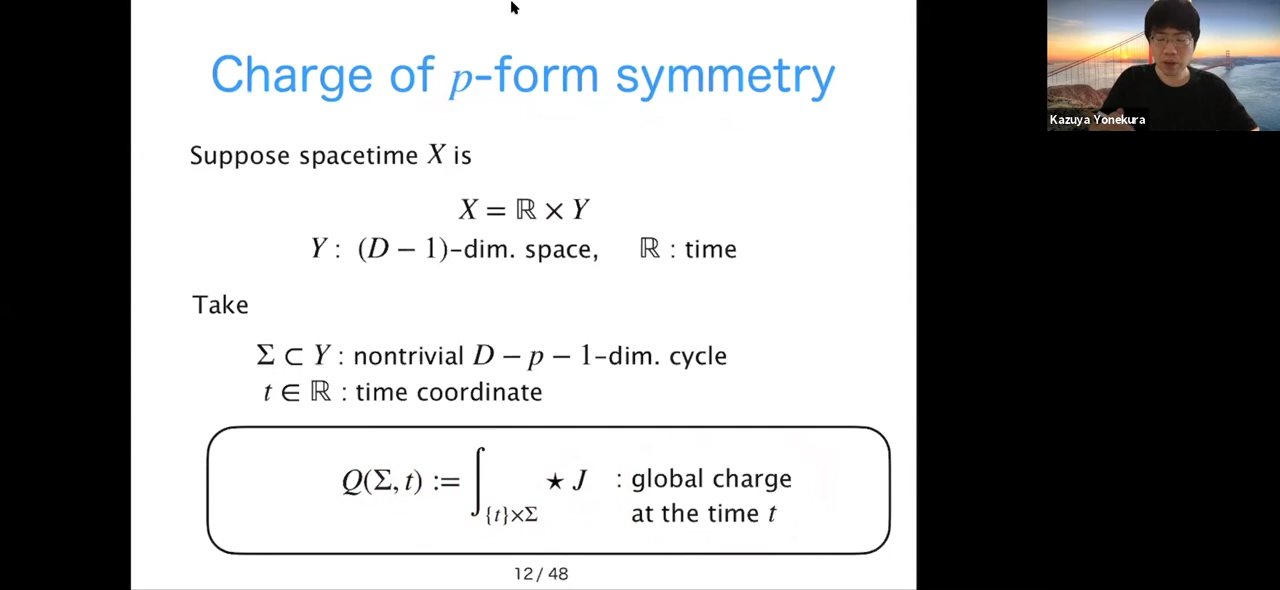 Charge of p-form symmetry
Kazuya Yonekura
Suppose spacetime X is
X = ℝ × Y
Y : (D − 1)-dim. space, ℝ : time
Take
Σ ⊂ Y : nontrivial D − p − 1-dim. cycle
t ∈ ℝ : time coordinate
Q(Σ, t) := ∫_{{t}×Σ} ⋆ J : global charge
at the time t
12 / 48